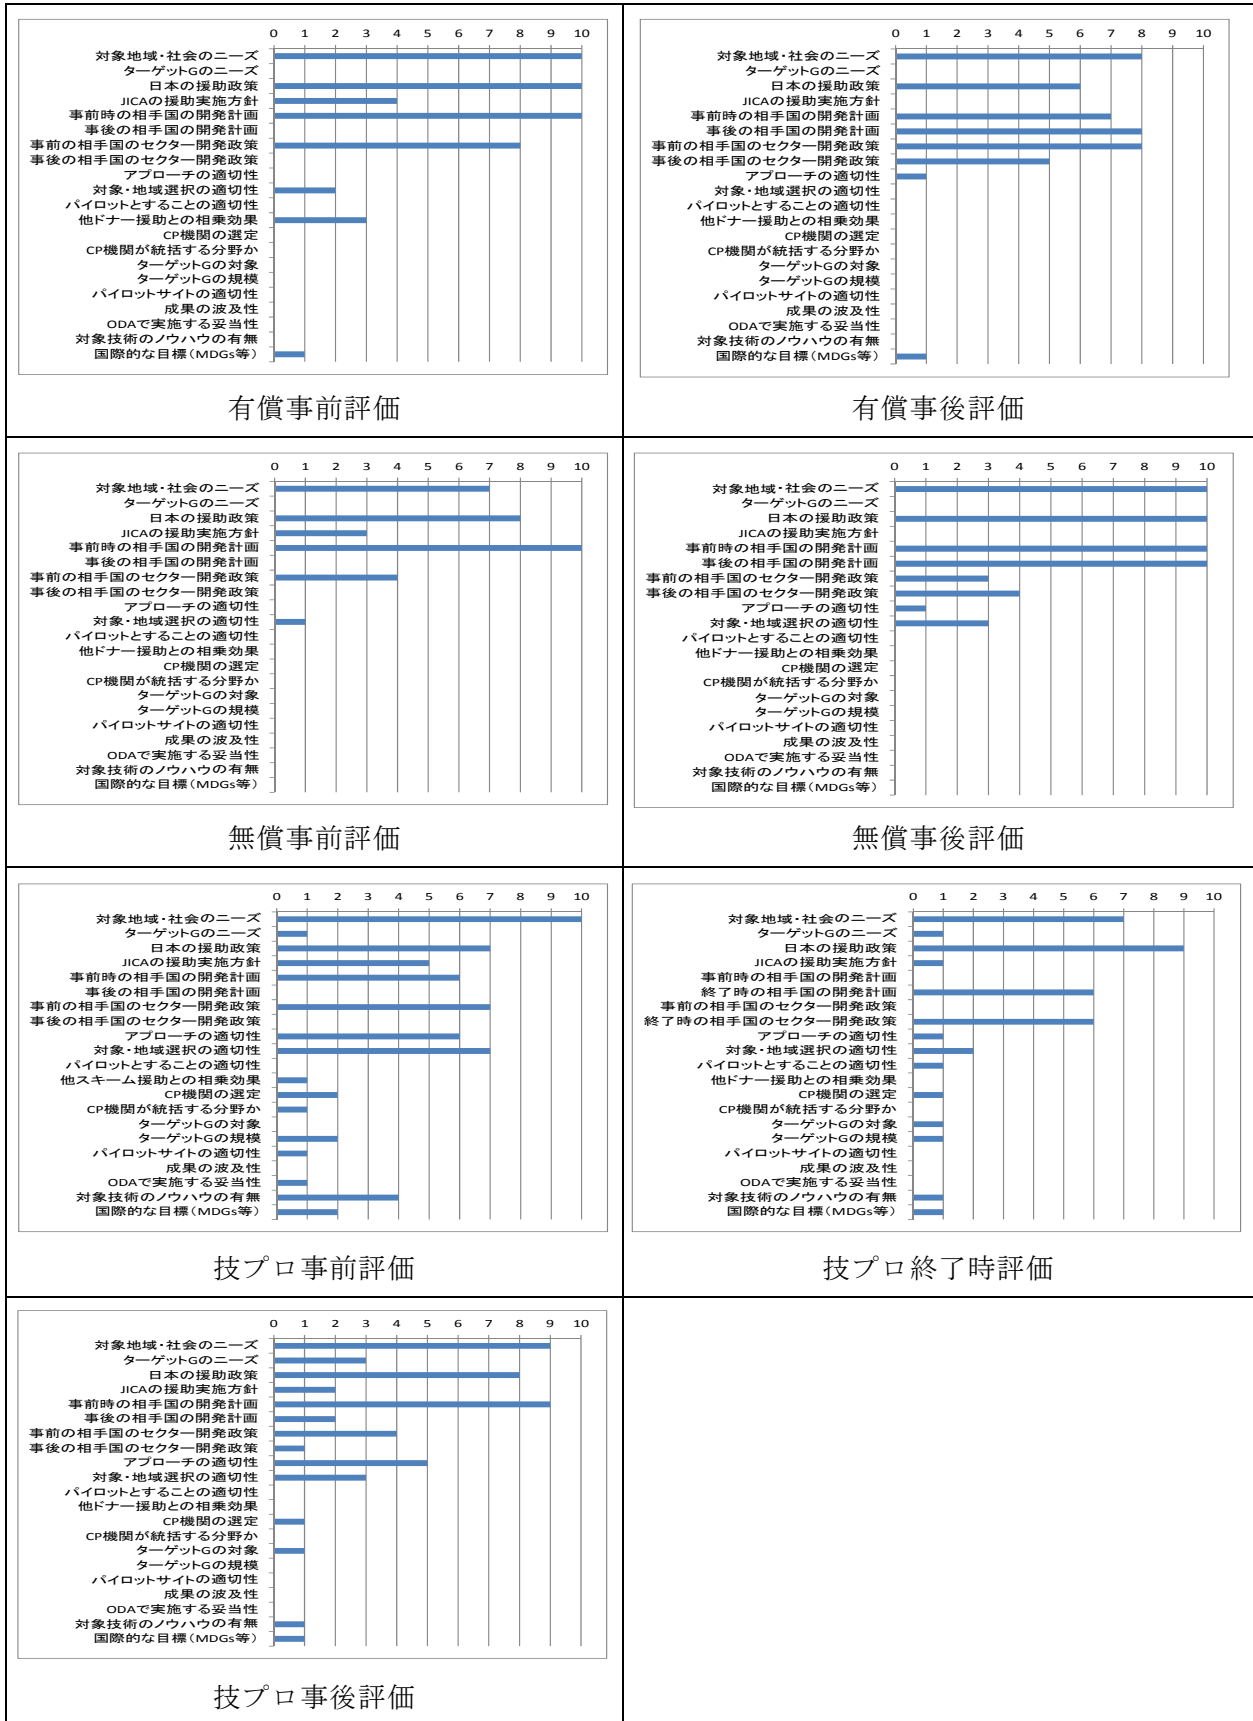 0 1 2 3 4 5 6 7 8 9 10
対象地域・社会のニーズ
ターゲットGのニーズ
日本の援助政策
JICAの援助実施方針
事前時の相手国の開発計画
事後の相手国の開発計画
事前の相手国のセクター開発政策
事後の相手国のセクター開発政策
アプローチの適切性
対象・地域選択の適切性
パイロットとすることの適切性
他ドナー援助との相乗効果
CP機関の選定
CP機関が統括する分野か
ターゲットGの対象
ターゲットGの規模
パイロットサイトの適切性
成果の波及性
ODAで実施する妥当性
対象技術のノウハウの有無
国際的な目標(MDGs等)
有償事前評価
0 1 2 3 4 5 6 7 8 9 10
対象地域・社会のニーズ
ターゲットGのニーズ
日本の援助政策
JICAの援助実施方針
事前時の相手国の開発計画
事後の相手国の開発計画
事前の相手国のセクター開発政策
事後の相手国のセクター開発政策
アプローチの適切性
対象・地域選択の適切性
パイロットとすることの適切性
他ドナー援助との相乗効果
CP機関の選定
CP機関が統括する分野か
ターゲットGの対象
ターゲットGの規模
パイロットサイトの適切性
成果の波及性
ODAで実施する妥当性
対象技術のノウハウの有無
国際的な目標(MDGs等)
有償事後評価
0 1 2 3 4 5 6 7 8 9 10
対象地域・社会のニーズ
ターゲットGのニーズ
日本の援助政策
JICAの援助実施方針
事前時の相手国の開発計画
事後の相手国の開発計画
事前の相手国のセクター開発政策
事後の相手国のセクター開発政策
アプローチの適切性
対象・地域選択の適切性
パイロットとすることの適切性
他ドナー援助との相乗効果
CP機関の選定
CP機関が統括する分野か
ターゲットGの対象
ターゲットGの規模
パイロットサイトの適切性
成果の波及性
ODAで実施する妥当性
対象技術のノウハウの有無
国際的な目標(MDGs等)
無償事前評価
0 1 2 3 4 5 6 7 8 9 10
対象地域・社会のニーズ
ターゲットGのニーズ
日本の援助政策
JICAの援助実施方針
事前時の相手国の開発計画
事後の相手国の開発計画
事前の相手国のセクター開発政策
事後の相手国のセクター開発政策
アプローチの適切性
対象・地域選択の適切性
パイロットとすることの適切性
他ドナー援助との相乗効果
CP機関の選定
CP機関が統括する分野か
ターゲットGの対象
ターゲットGの規模
パイロットサイトの適切性
成果の波及性
ODAで実施する妥当性
対象技術のノウハウの有無
国際的な目標(MDGs等)
無償事後評価
0 1 2 3 4 5 6 7 8 9 10
対象地域・社会のニーズ
ターゲットGのニーズ
日本の援助政策
JICAの援助実施方針
事前時の相手国の開発計画
事後の相手国の開発計画
事前の相手国のセクター開発政策
事後の相手国のセクター開発政策
アプローチの適切性
対象・地域選択の適切性
パイロットとすることの適切性
他スキーム援助との相乗効果
CP機関の選定
CP機関が統括する分野か
ターゲットGの対象
ターゲットGの規模
パイロットサイトの適切性
成果の波及性
ODAで実施する妥当性
対象技術のノウハウの有無
国際的な目標(MDGs等)
技プロ事前評価
0 1 2 3 4 5 6 7 8 9 10
対象地域・社会のニーズ
ターゲットGのニーズ
日本の援助政策
JICAの援助実施方針
事前時の相手国の開発計画
終了時の相手国の開発計画
事前の相手国のセクター開発政策
終了時の相手国のセクター開発政策
アプローチの適切性
対象・地域選択の適切性
パイロットとすることの適切性
他ドナー援助との相乗効果
CP機関の選定
CP機関が統括する分野か
ターゲットGの対象
ターゲットGの規模
パイロットサイトの適切性
成果の波及性
ODAで実施する妥当性
対象技術のノウハウの有無
国際的な目標(MDGs等)
技プロ終了時評価
0 1 2 3 4 5 6 7 8 9 10
対象地域・社会のニーズ
ターゲットGのニーズ
日本の援助政策
JICAの援助実施方針
事前時の相手国の開発計画
事後の相手国の開発計画
事前の相手国のセクター開発政策
事後の相手国のセクター開発政策
アプローチの適切性
対象・地域選択の適切性
パイロットとすることの適切性
他ドナー援助との相乗効果
CP機関の選定
CP機関が統括する分野か
ターゲットGの対象
ターゲットGの規模
パイロットサイトの適切性
成果の波及性
ODAで実施する妥当性
対象技術のノウハウの有無
国際的な目標(MDGs等)
技プロ事後評価